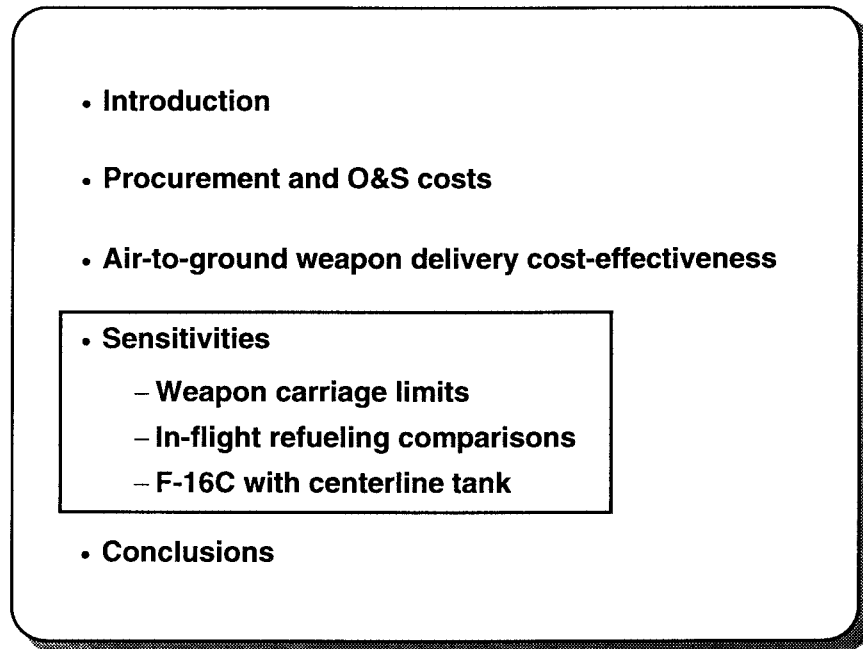 • Introduction
• Procurement and O&S costs
• Air-to-ground weapon delivery cost-effectiveness
• Sensitivities
– Weapon carriage limits
– In-flight refueling comparisons
– F-16C with centerline tank
• Conclusions